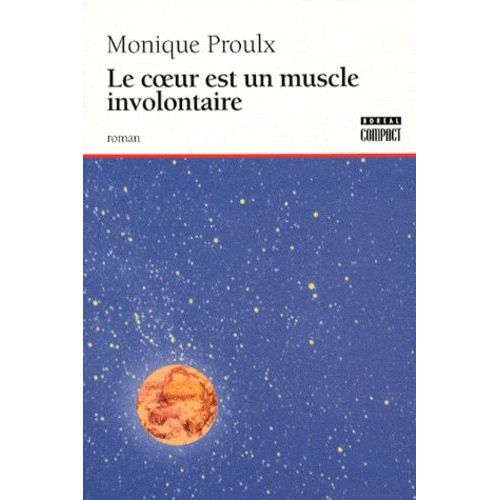 Monique Proulx
Le cœur est un muscle
involontaire
roman
BORÉAL
COMPACT